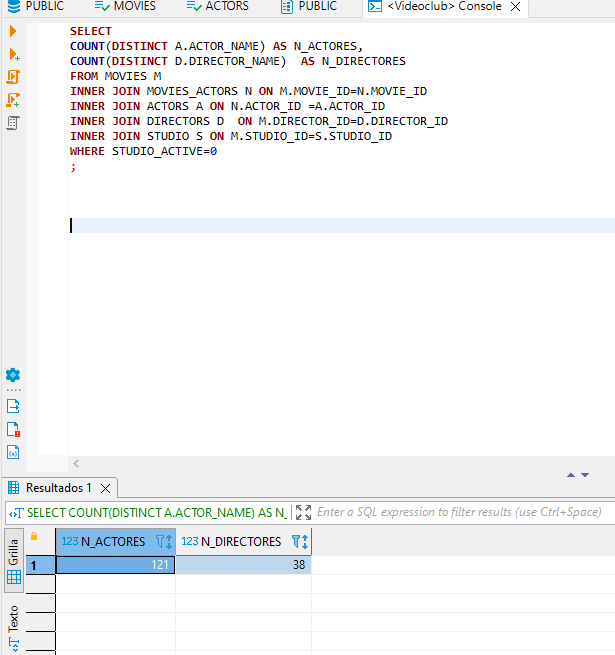 PUBLIC MOVIES ACTORS PUBLIC <Videoclub> Console
SELECT
COUNT(DISTINCT A.ACTOR_NAME) AS N_ACTORES,
COUNT(DISTINCT D.DIRECTOR_NAME)  AS N_DIRECTORES
FROM MOVIES M
INNER JOIN MOVIES_ACTORS N ON M.MOVIE_ID=N.MOVIE_ID
INNER JOIN ACTORS A ON N.ACTOR_ID =A.ACTOR_ID
INNER JOIN DIRECTORS D  ON M.DIRECTOR_ID=D.DIRECTOR_ID
INNER JOIN STUDIO S ON M.STUDIO_ID=S.STUDIO_ID
WHERE STUDIO_ACTIVE=0
;
Resultados 1
SELECT COUNT(DISTINCT A.ACTOR_NAME) AS N_ Enter a SQL expression to filter results (use Ctrl+Space)
Grilla
Texto
123 N_ACTORES 123 N_DIRECTORES
1 121 38